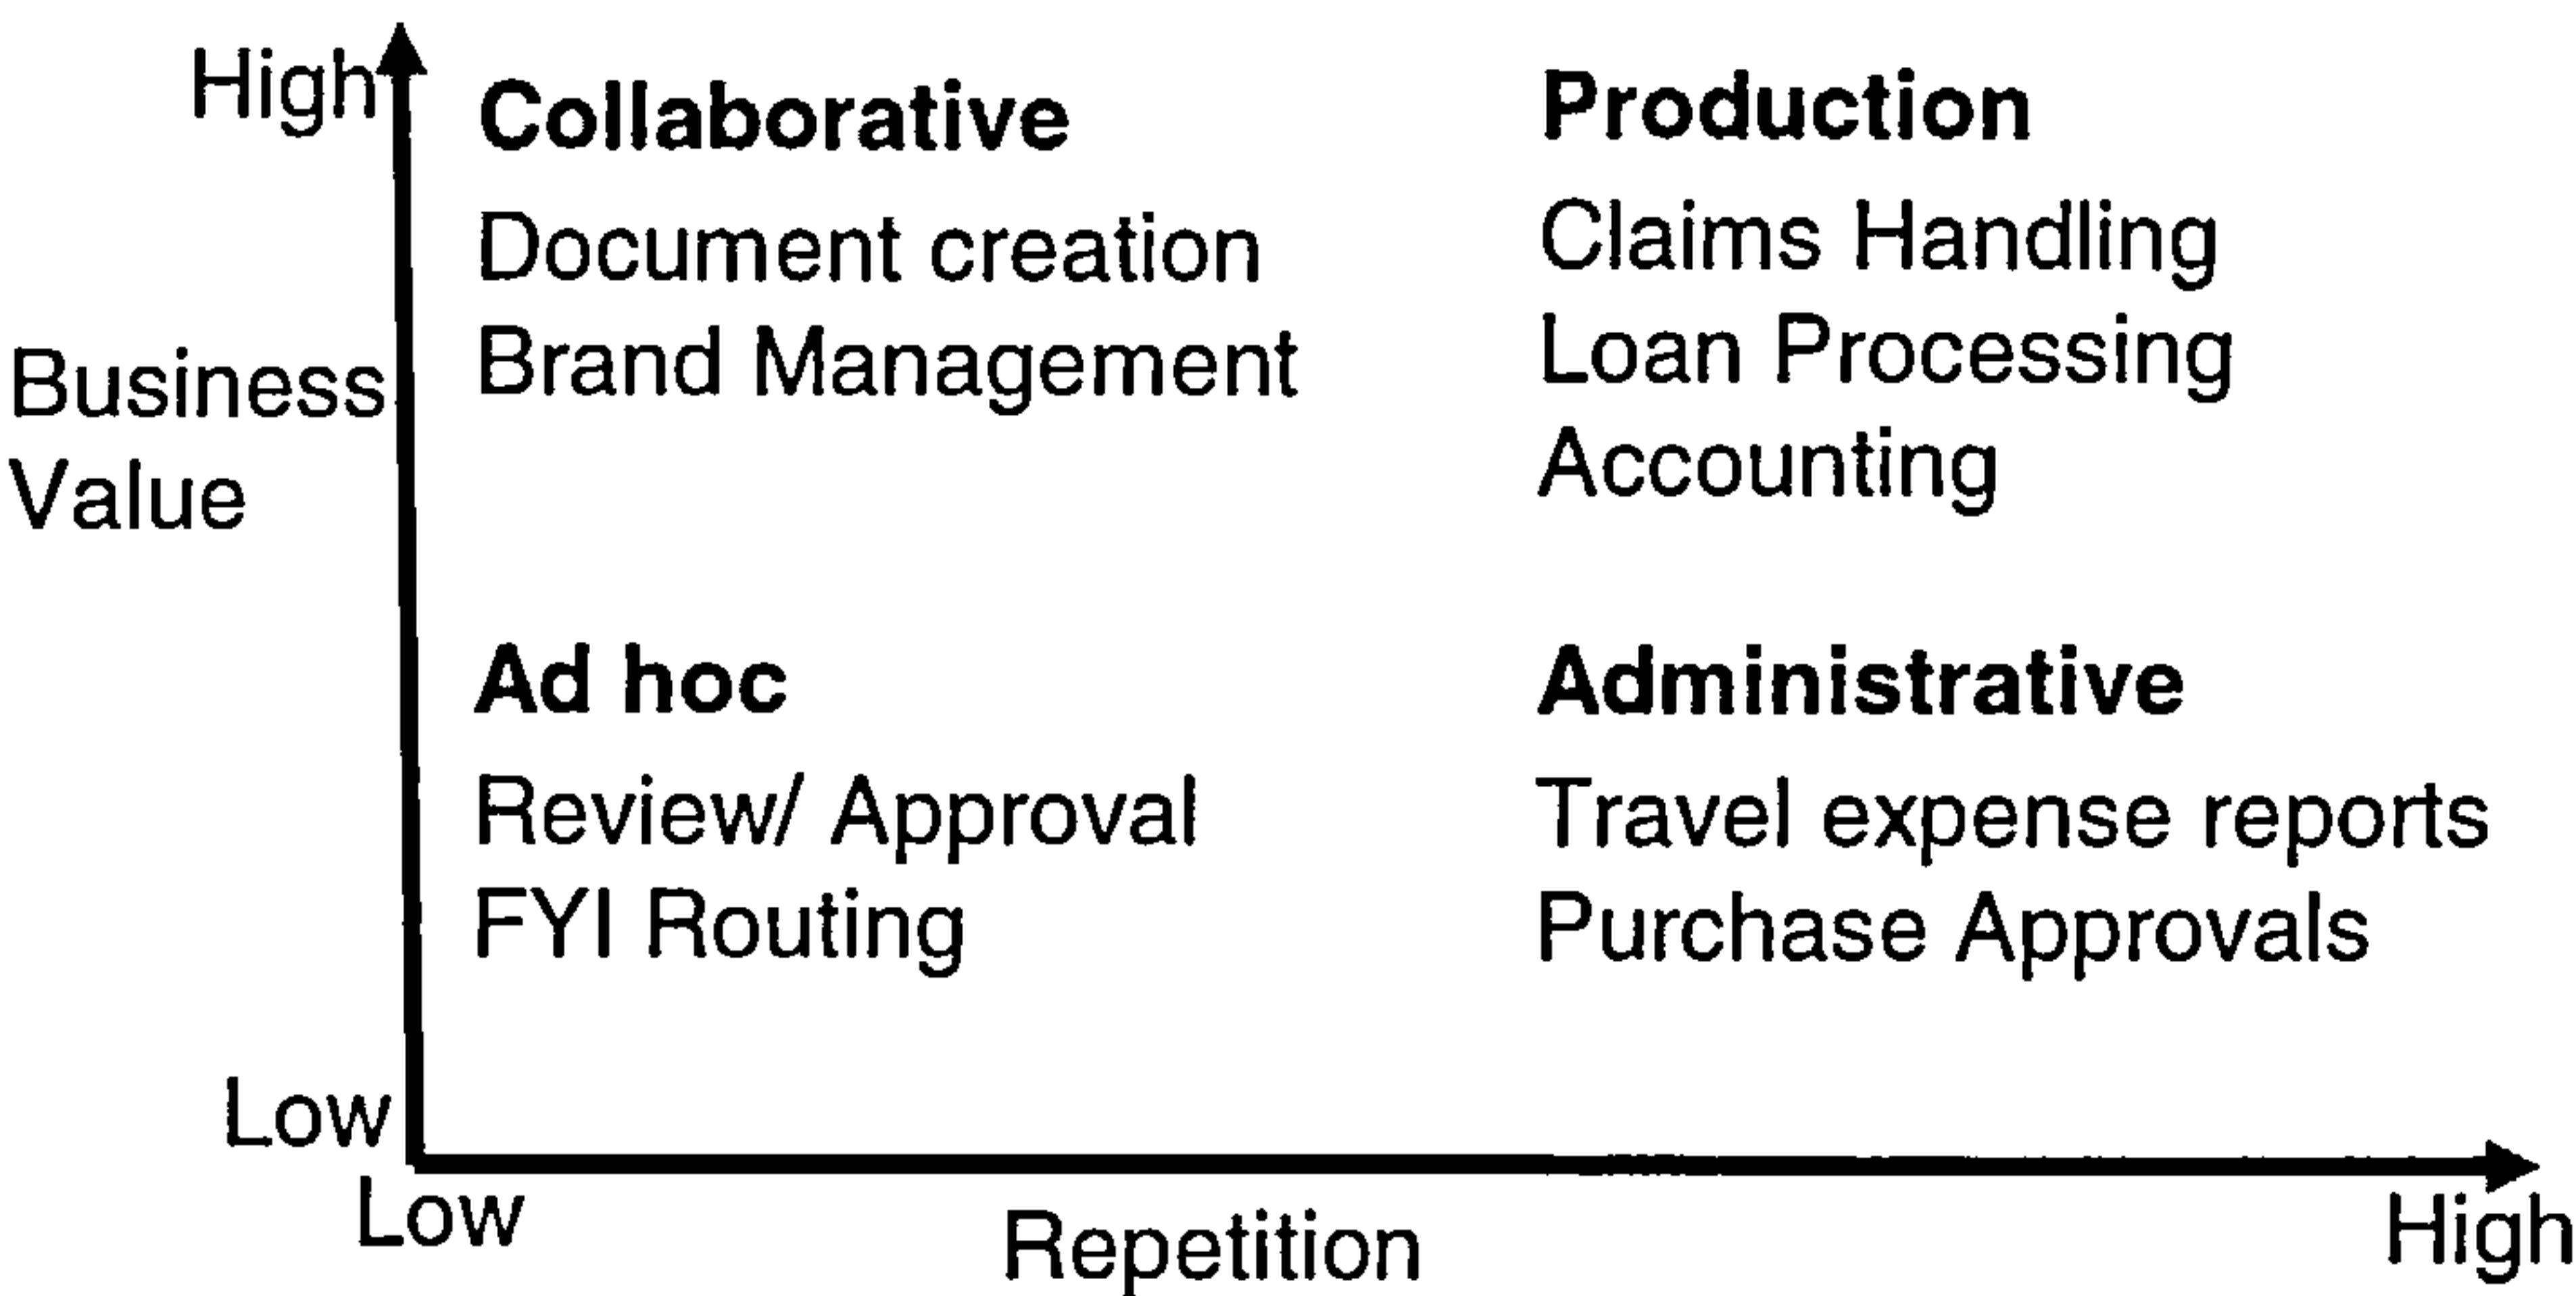 High
Business
Value
Low
Collaborative
Document creation
Brand Management
Production
Claims Handling
Loan Processing
Accounting
Ad hoc
Review/ Approval
FYI Routing
Administrative
Travel expense reports
Purchase Approvals
Low
Repetition
High